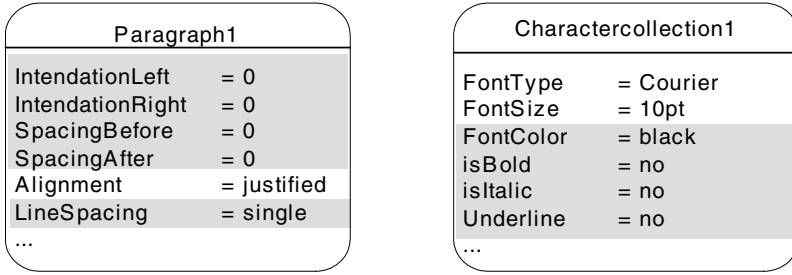 Paragraph1
IntendationLeft = 0
IntendationRight = 0
SpacingBefore = 0
SpacingAfter = 0
Alignment = justified
LineSpacing = single
...
Charactercollection1
FontType = Courier
FontSize = 10pt
FontColor = black
isBold = no
isItalic = no
Underline = no
...